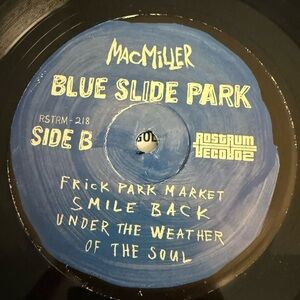 MACMILLER
BLUE SLIDE PARK
RSTRM-218
SIDE B
ROSTRUM
RECORDS
FRICK PARK MARKET
SMILE BACK
UNDER THE WEATHER
OF THE SOUL